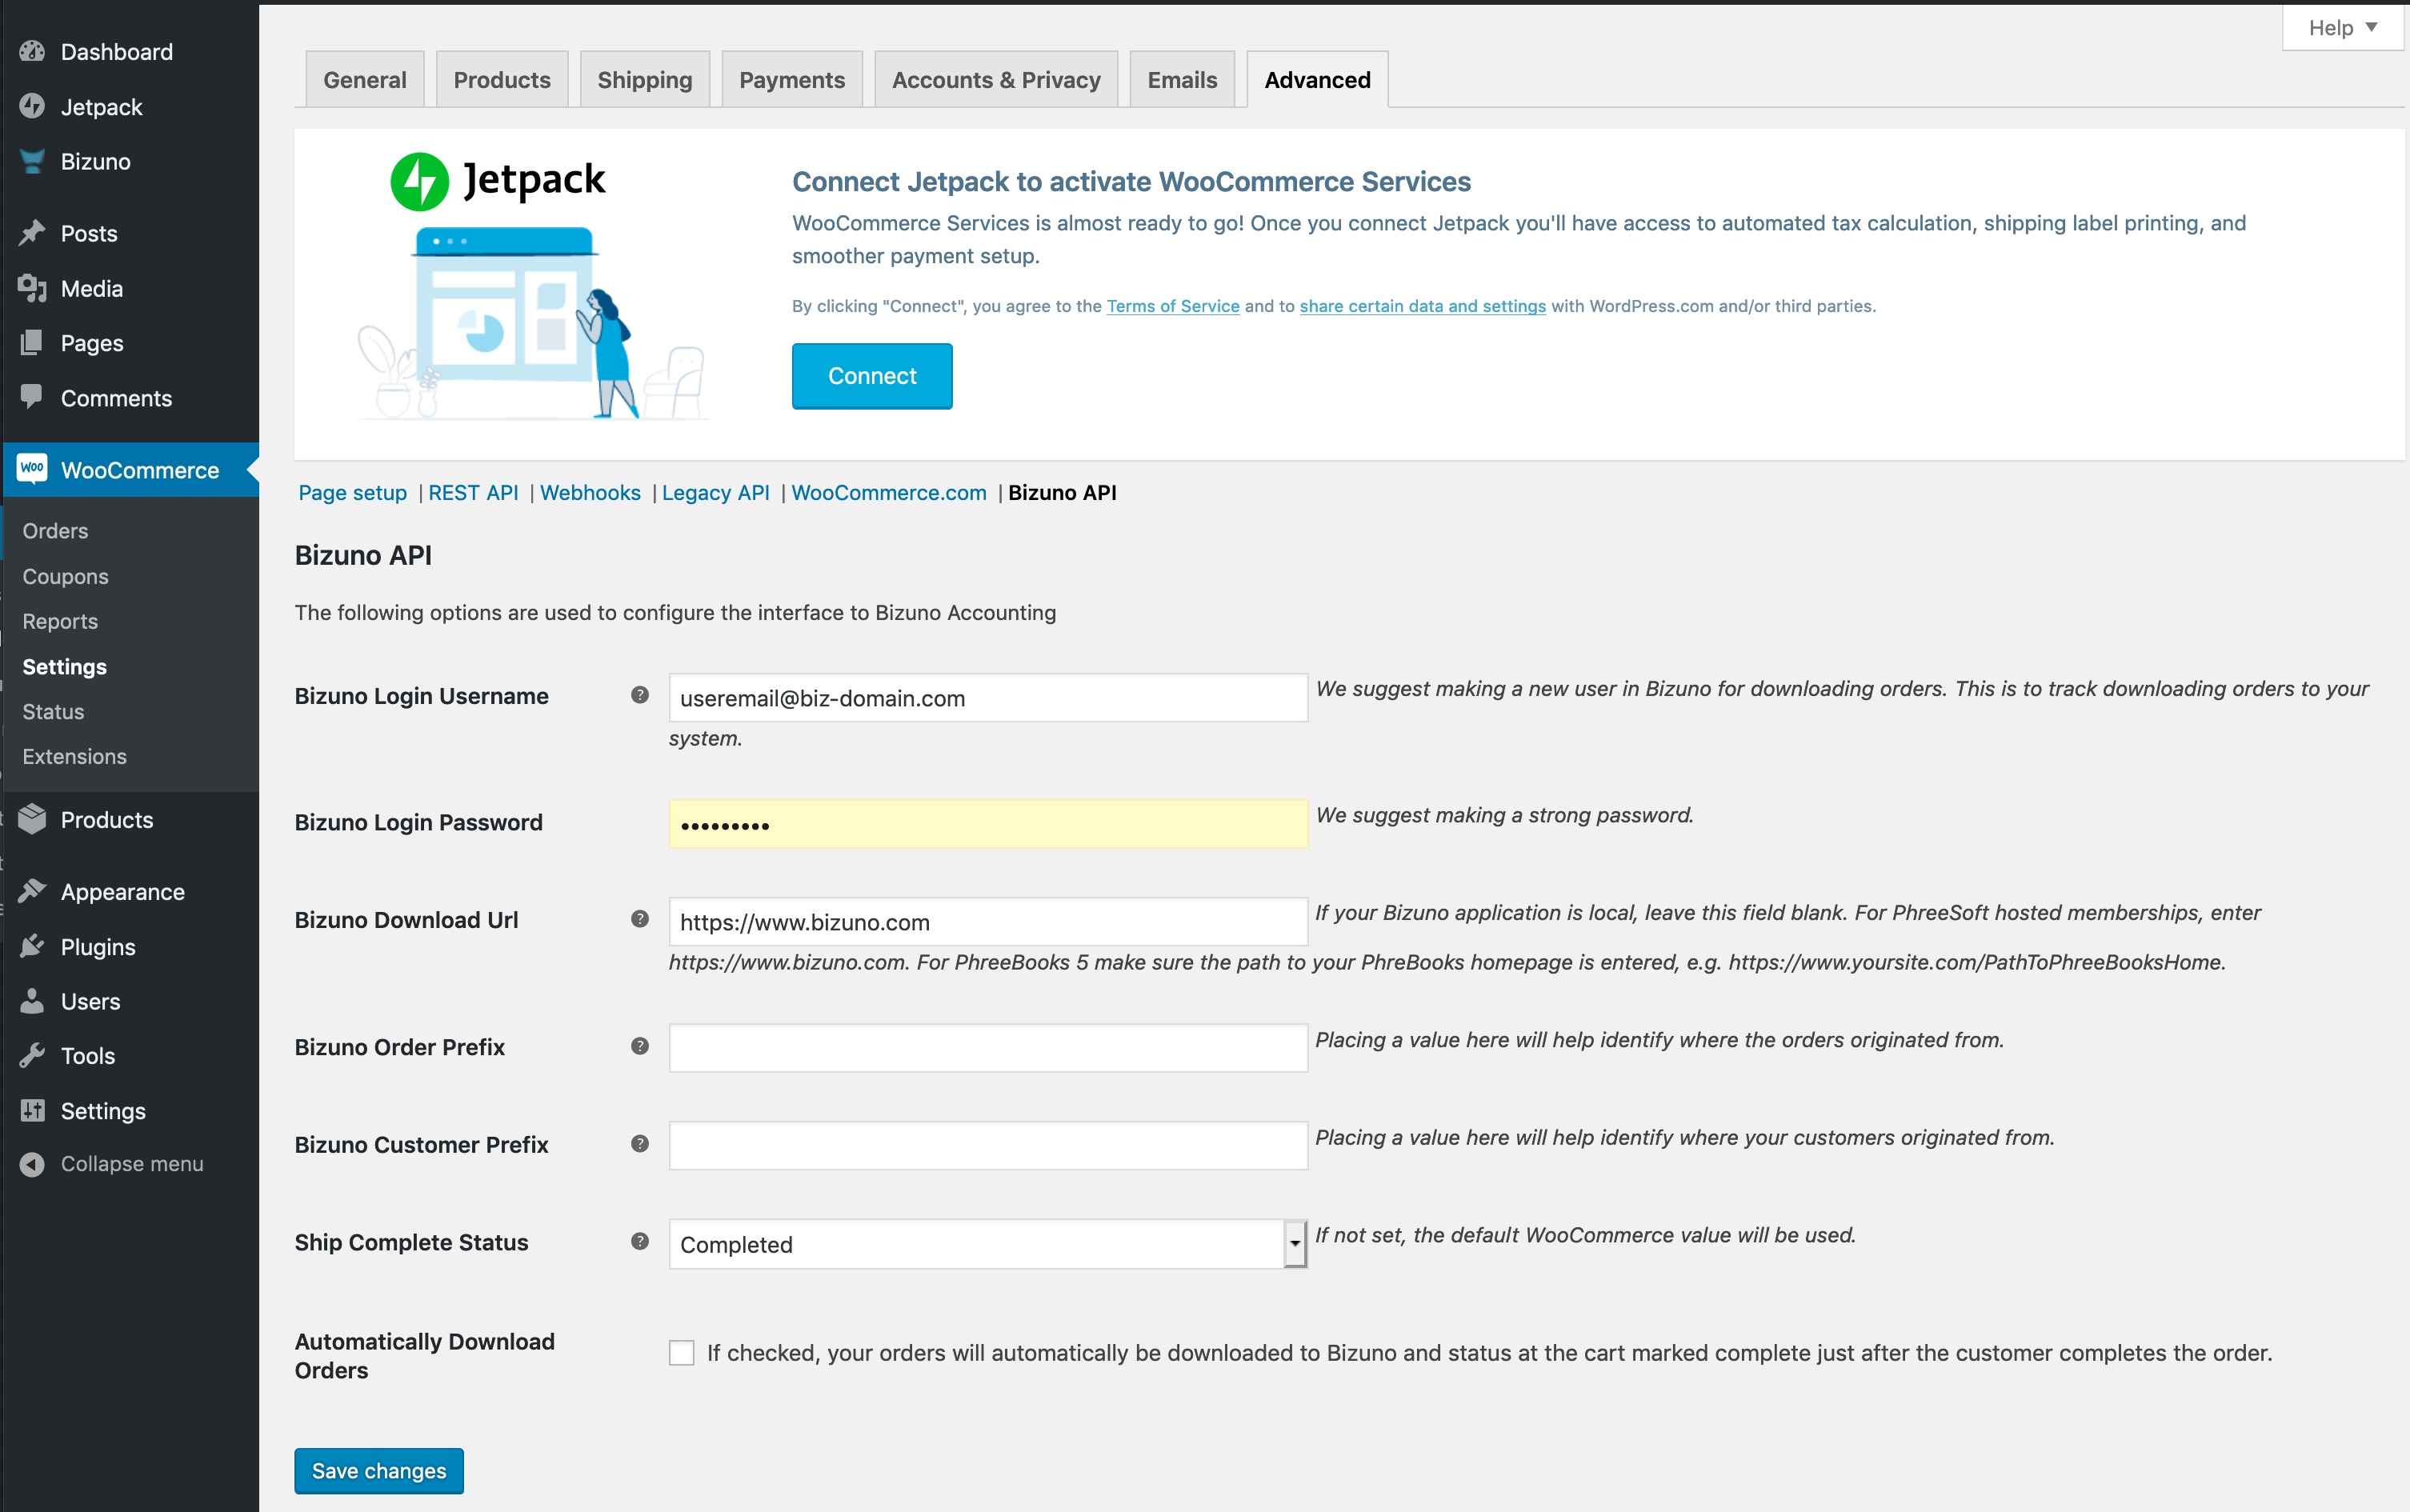 Dashboard
Jetpack
Bizuno
Posts
Media
Pages
Comments
Woo WooCommerce
Orders
Coupons
Reports
Settings
Status
Extensions
Products
Appearance
Plugins
Users
Tools
Settings
Collapse menu
Help
General Products Shipping Payments Accounts & Privacy Emails Advanced
Jetpack
Connect Jetpack to activate WooCommerce Services
WooCommerce Services is almost ready to go! Once you connect Jetpack you'll have access to automated tax calculation, shipping label printing, and
smoother payment setup.
By clicking "Connect", you agree to the Terms of Service and to share certain data and settings with WordPress.com and/or third parties.
Connect
Page setup | REST API | Webhooks | Legacy API | WooCommerce.com | Bizuno API
Bizuno API
The following options are used to configure the interface to Bizuno Accounting
Bizuno Login Username ? useremail@biz-domain.com We suggest making a new user in Bizuno for downloading orders. This is to track downloading orders to your
system.
Bizuno Login Password ••••••••• We suggest making a strong password.
Bizuno Download Url ? https://www.bizuno.com If your Bizuno application is local, leave this field blank. For PhreeSoft hosted memberships, enter
https://www.bizuno.com. For PhreeBooks 5 make sure the path to your PhreBooks homepage is entered, e.g. https://www.yoursite.com/PathToPhreeBooksHome.
Bizuno Order Prefix ? Placing a value here will help identify where the orders originated from.
Bizuno Customer Prefix ? Placing a value here will help identify where your customers originated from.
Ship Complete Status ? Completed If not set, the default WooCommerce value will be used.
Automatically Download
Orders
If checked, your orders will automatically be downloaded to Bizuno and status at the cart marked complete just after the customer completes the order.
Save changes